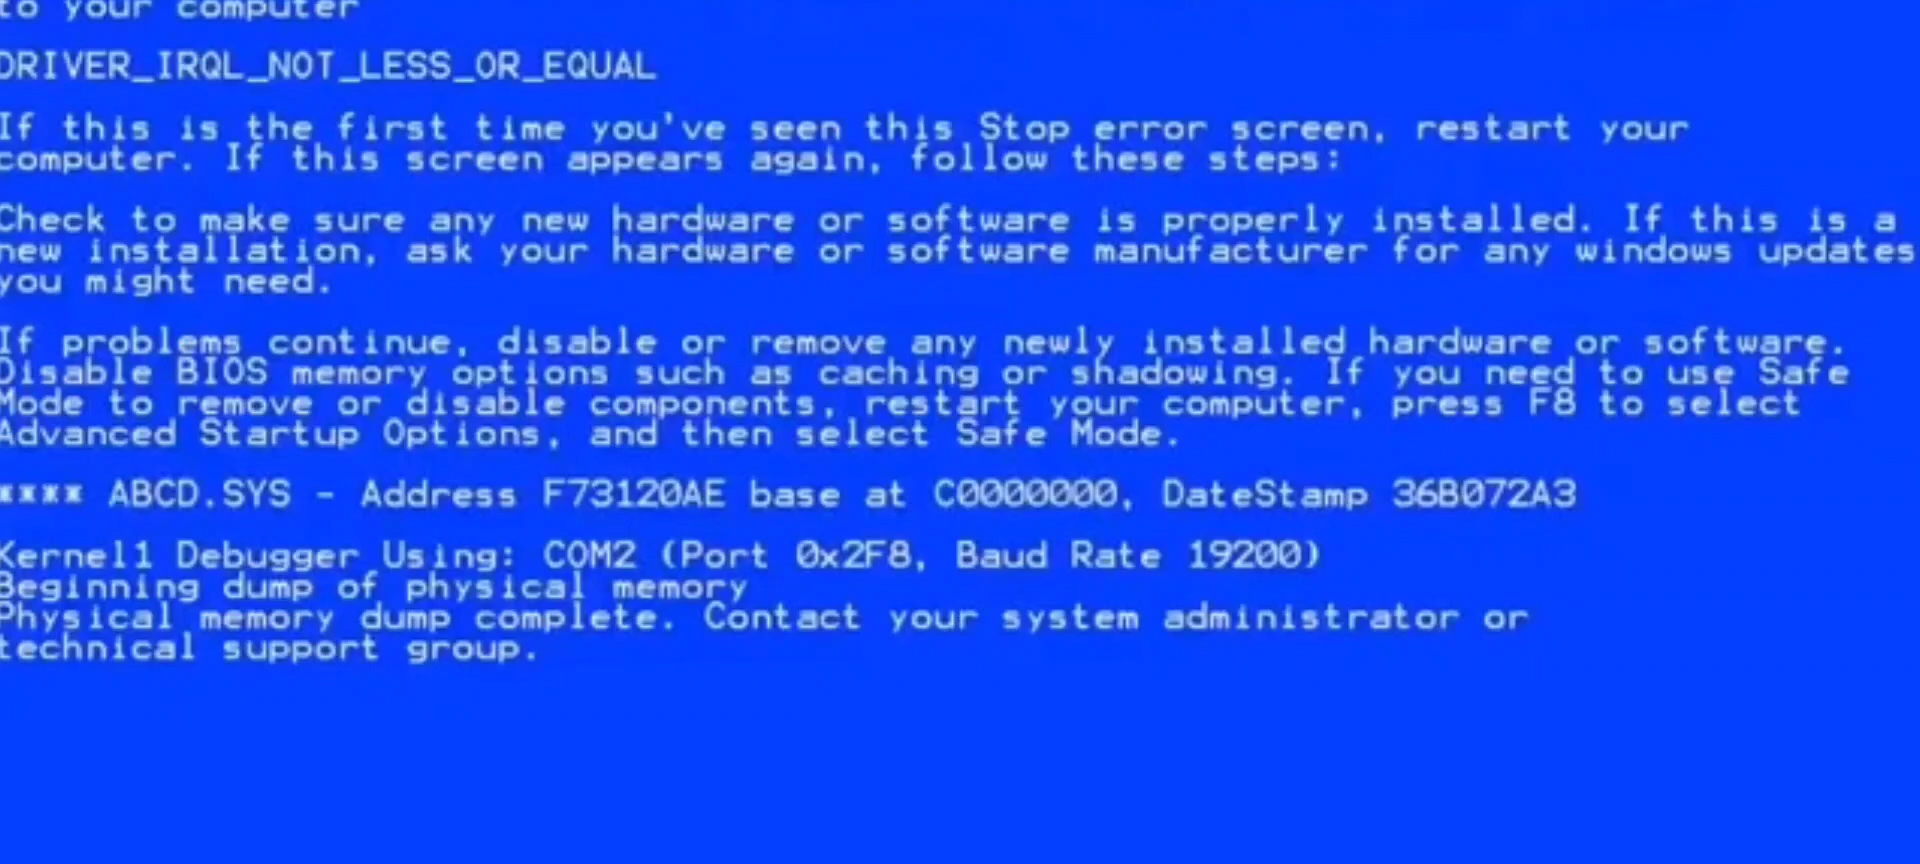 to your computer
DRIVER_IRQL_NOT_LESS_OR_EQUAL
If this is the first time you've seen this Stop error screen, restart your
computer. If this screen appears again, follow these steps:
Check to make sure any new hardware or software is properly installed. If this is a
new installation, ask your hardware or software manufacturer for any windows updates
you might need.
If problems continue, disable or remove any newly installed hardware or software.
Disable BIOS memory options such as caching or shadowing. If you need to use Safe
Mode to remove or disable components, restart your computer, press F8 to select
Advanced Startup Options, and then select Safe Mode.
**** ABCD.SYS - Address F73120AE base at C0000000, DateStamp 36B072A3
Kernel1 Debugger Using: COM2 (Port 0x2F8, Baud Rate 19200)
Beginning dump of physical memory
Physical memory dump complete. Contact your system administrator or
technical support group.